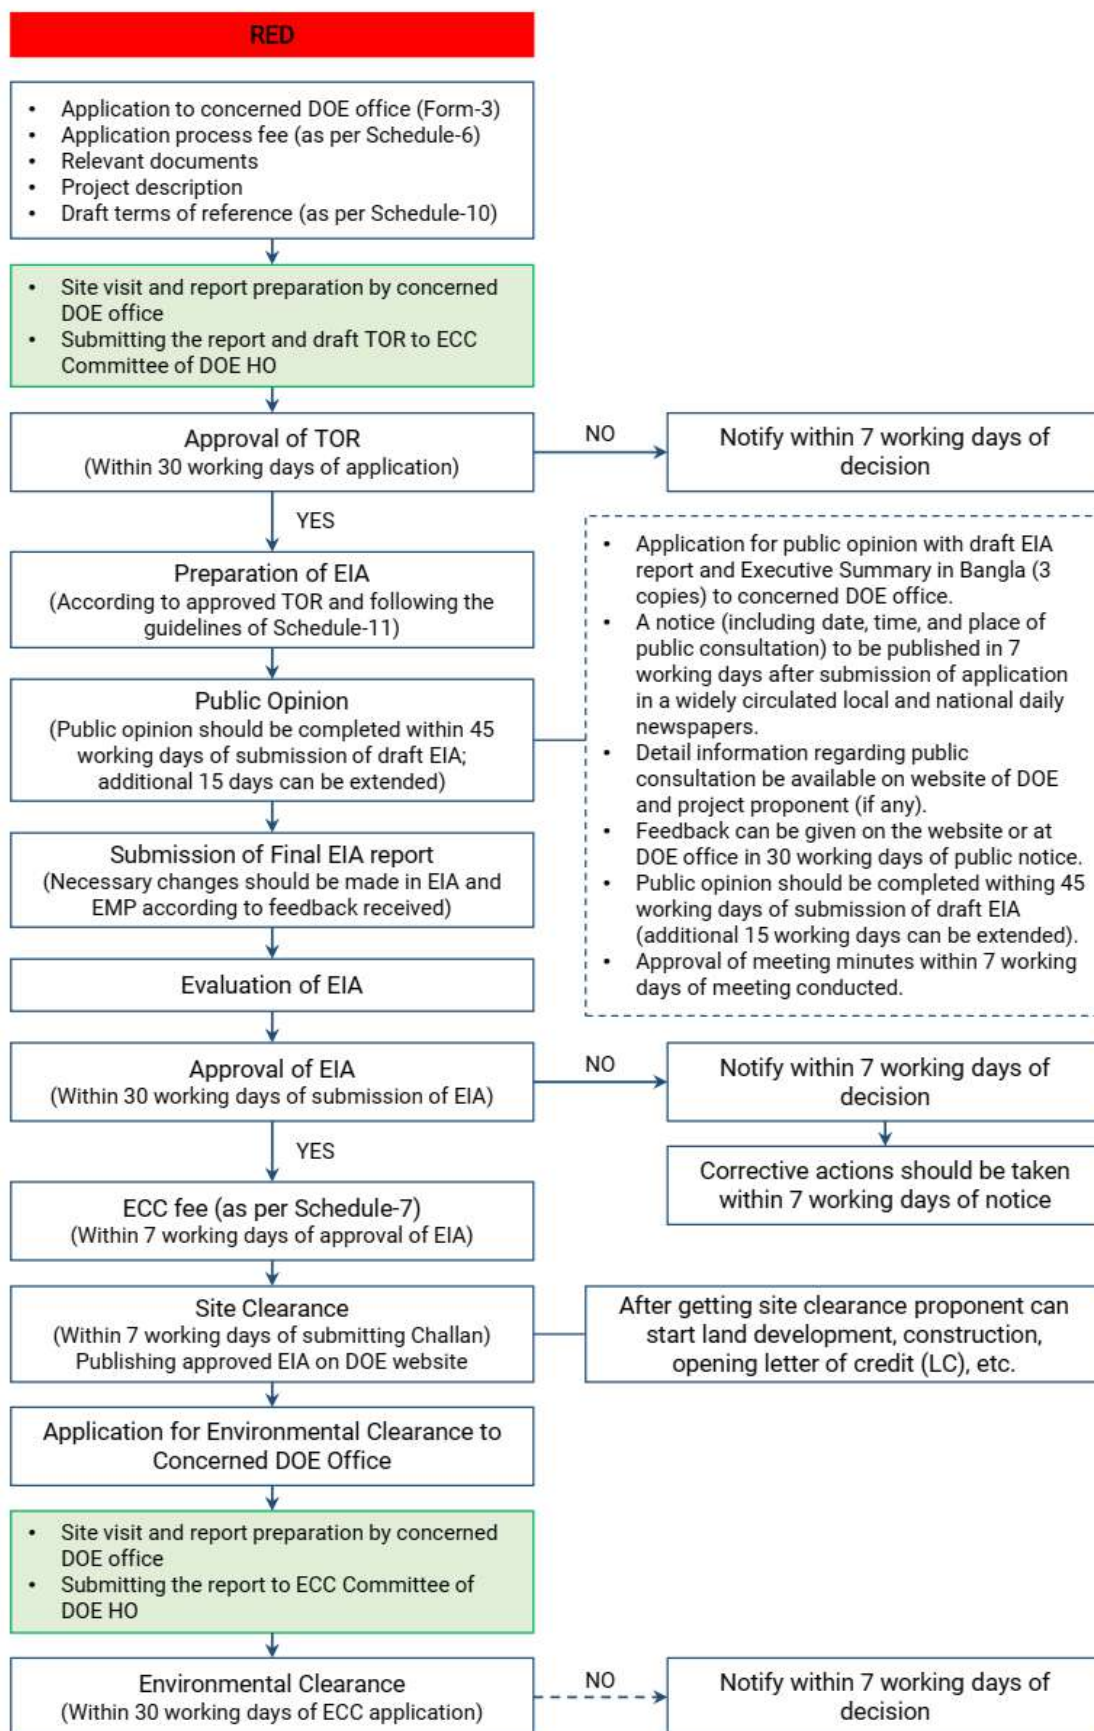 RED
• Application to concerned DOE office (Form-3)
• Application process fee (as per Schedule-6)
• Relevant documents
• Project description
• Draft terms of reference (as per Schedule-10)
• Site visit and report preparation by concerned
DOE office
• Submitting the report and draft TOR to ECC
Committee of DOE HO
Approval of TOR
(Within 30 working days of application)
NO
Notify within 7 working days of
decision
YES
Preparation of EIA
(According to approved TOR and following the
guidelines of Schedule-11)
Public Opinion
(Public opinion should be completed within 45
working days of submission of draft EIA;
additional 15 days can be extended)
• Application for public opinion with draft EIA
report and Executive Summary in Bangla (3
copies) to concerned DOE office.
• A notice (including date, time, and place of
public consultation) to be published in 7
working days after submission of application
in a widely circulated local and national daily
newspapers.
• Detail information regarding public
consultation be available on website of DOE
and project proponent (if any).
• Feedback can be given on the website or at
DOE office in 30 working days of public notice.
• Public opinion should be completed withing 45
working days of submission of draft EIA
(additional 15 working days can be extended).
• Approval of meeting minutes within 7 working
days of meeting conducted.
Submission of Final EIA report
(Necessary changes should be made in EIA and
EMP according to feedback received)
Evaluation of EIA
Approval of EIA
(Within 30 working days of submission of EIA)
NO
Notify within 7 working days of
decision
Corrective actions should be taken
within 7 working days of notice
YES
ECC fee (as per Schedule-7)
(Within 7 working days of approval of EIA)
Site Clearance
(Within 7 working days of submitting Challan)
Publishing approved EIA on DOE website
After getting site clearance proponent can
start land development, construction,
opening letter of credit (LC), etc.
Application for Environmental Clearance to
Concerned DOE Office
• Site visit and report preparation by concerned
DOE office
• Submitting the report to ECC Committee of
DOE HO
Environmental Clearance
(Within 30 working days of ECC application)
NO
Notify within 7 working days of
decision